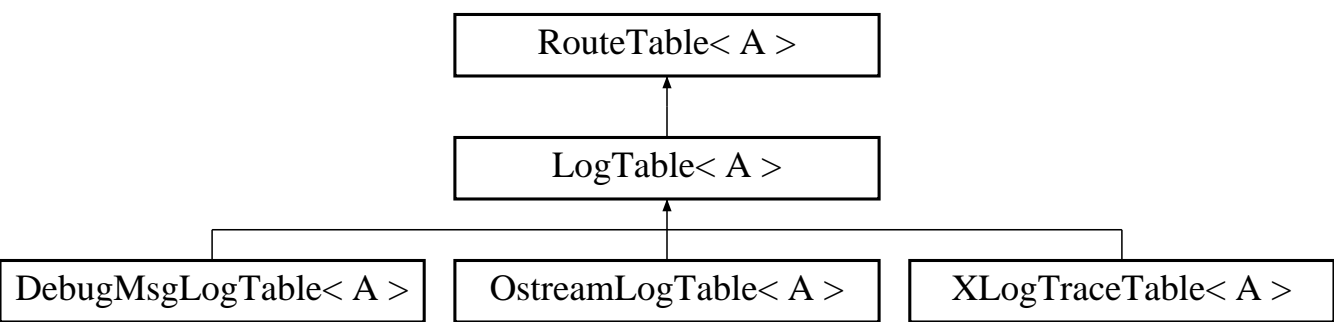 RouteTable< A >
LogTable< A >
DebugMsgLogTable< A >
OstreamLogTable< A >
XLogTraceTable< A >